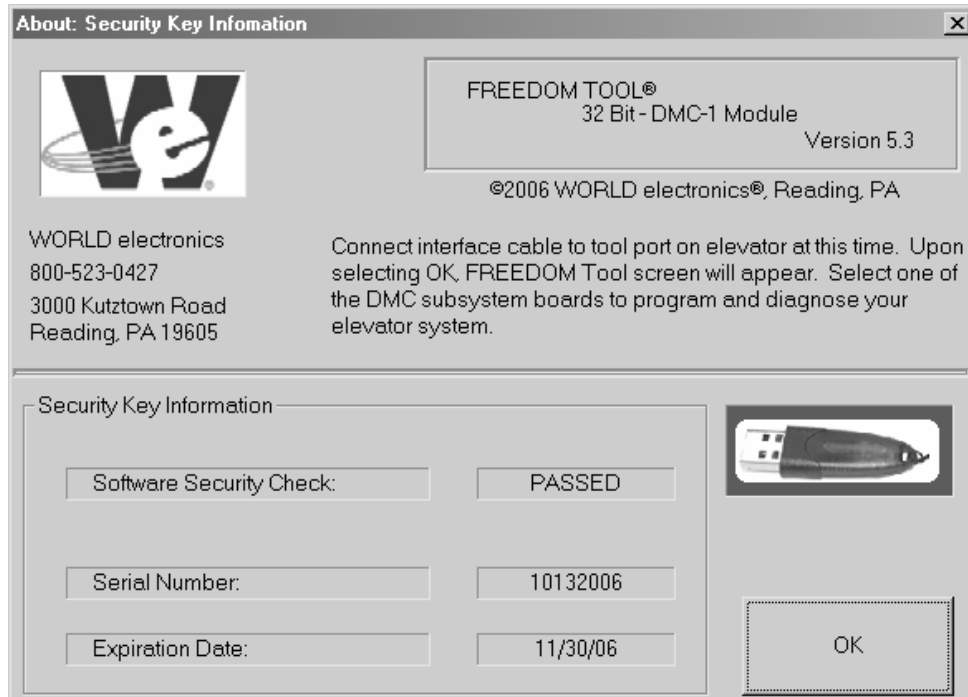 About: Security Key Infomation
We
FREEDOM TOOL®
32 Bit - DMC-1 Module
Version 5.3
©2006 WORLD electronics®, Reading, PA
WORLD electronics
800-523-0427
3000 Kutztown Road
Reading, PA 19605
Connect interface cable to tool port on elevator at this time.  Upon
selecting OK, FREEDOM Tool screen will appear.  Select one of
the DMC subsystem boards to program and diagnose your
elevator system.
Security Key Information
Software Security Check: PASSED
Serial Number: 10132006
Expiration Date: 11/30/06
OK